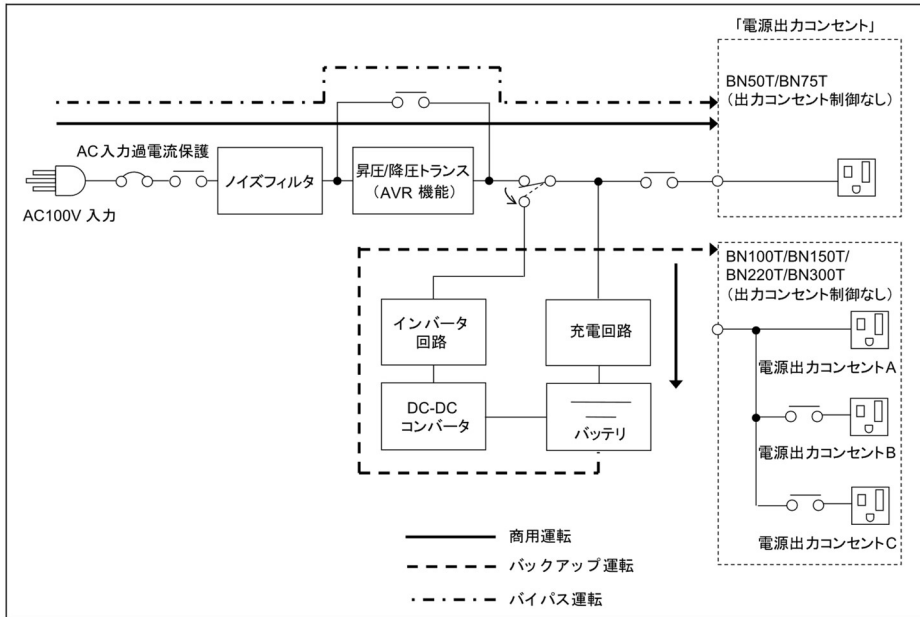 「電源出力コンセント」
BN50T/BN75T
（出力コンセント制御なし）
AC入力過電流保護
ノイズフィルタ
昇圧/降圧トランス
（AVR 機能）
AC100V 入力
BN100T/BN150T/
BN220T/BN300T
（出力コンセント制御なし）
インバータ
回路
充電回路
電源出力コンセントA
DC-DC
コンバータ
バッテリ
電源出力コンセントB
電源出力コンセントC
商用運転
バックアップ運転
バイパス運転